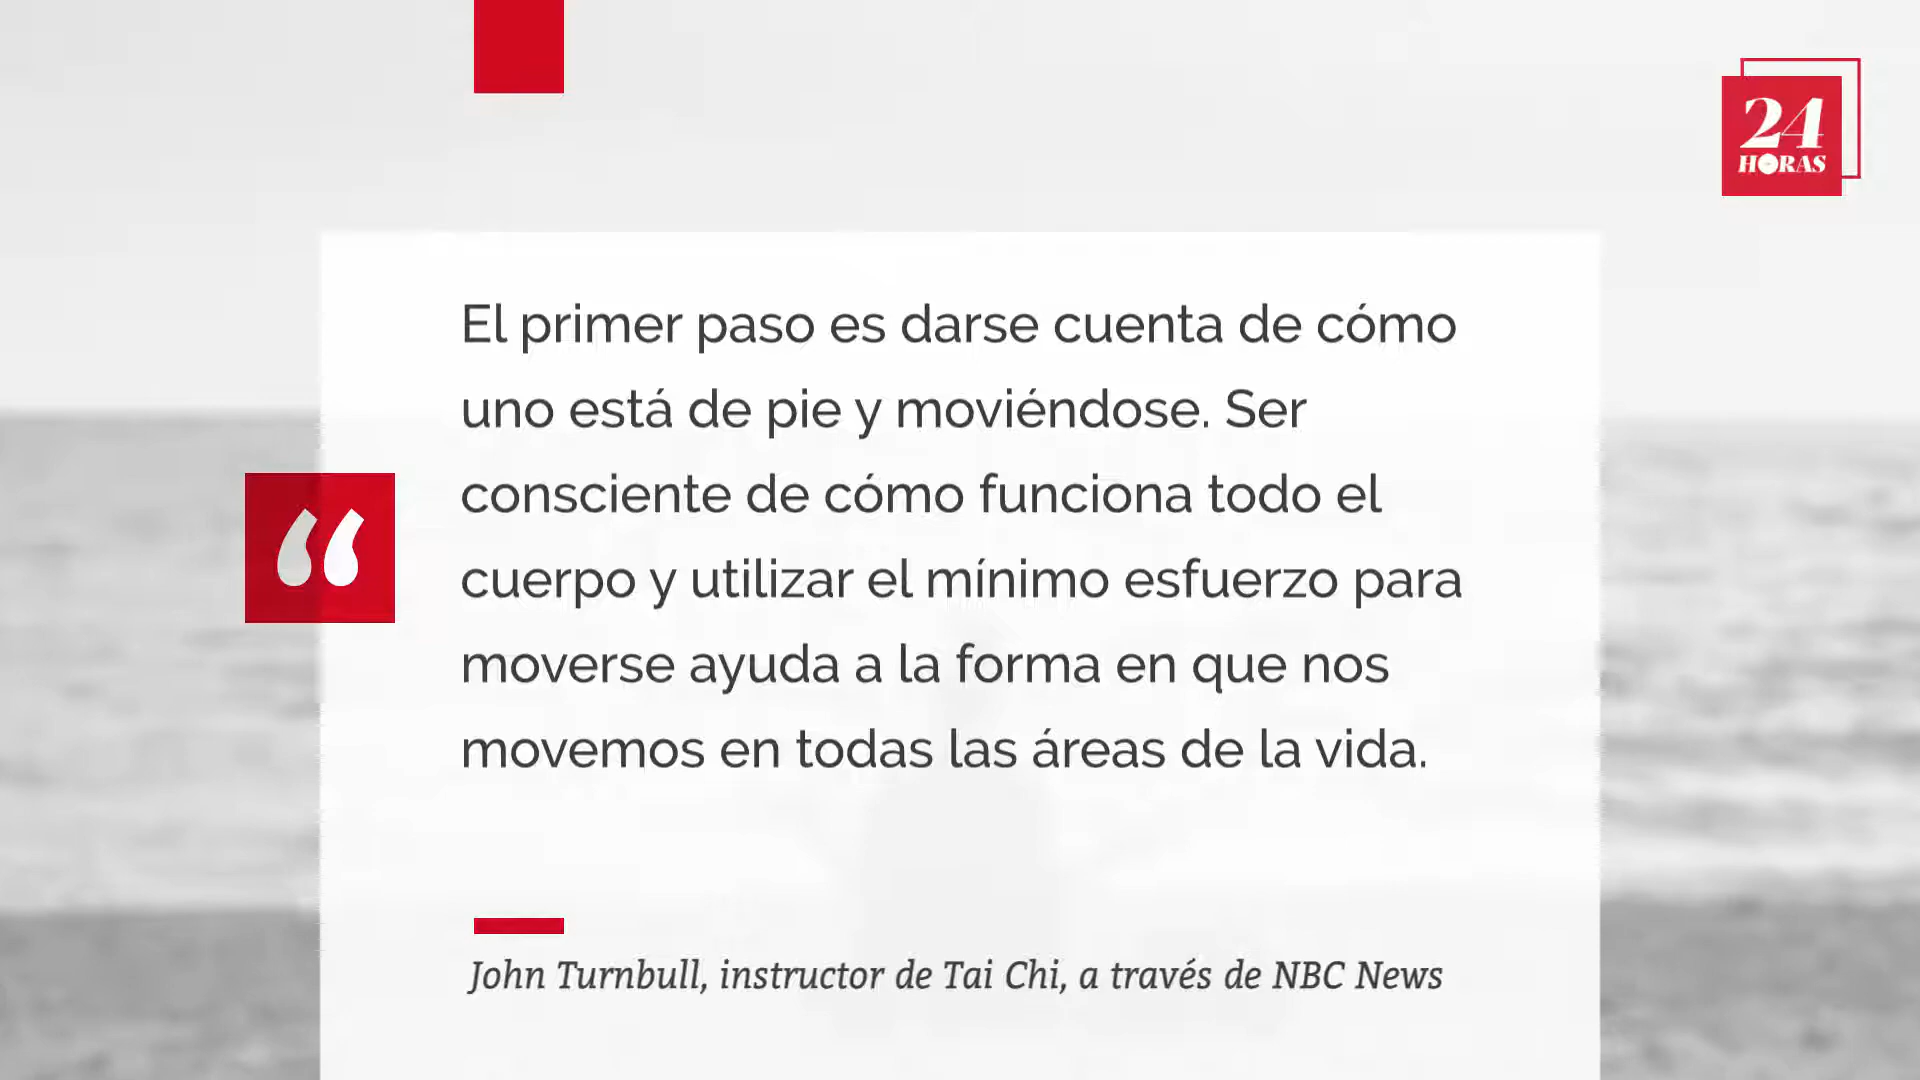 24
HORAS
El primer paso es darse cuenta de cómo
uno está de pie y moviéndose. Ser
consciente de cómo funciona todo el
cuerpo y utilizar el mínimo esfuerzo para
moverse ayuda a la forma en que nos
movemos en todas las áreas de la vida.
John Turnbull, instructor de Tai Chi, a través de NBC News